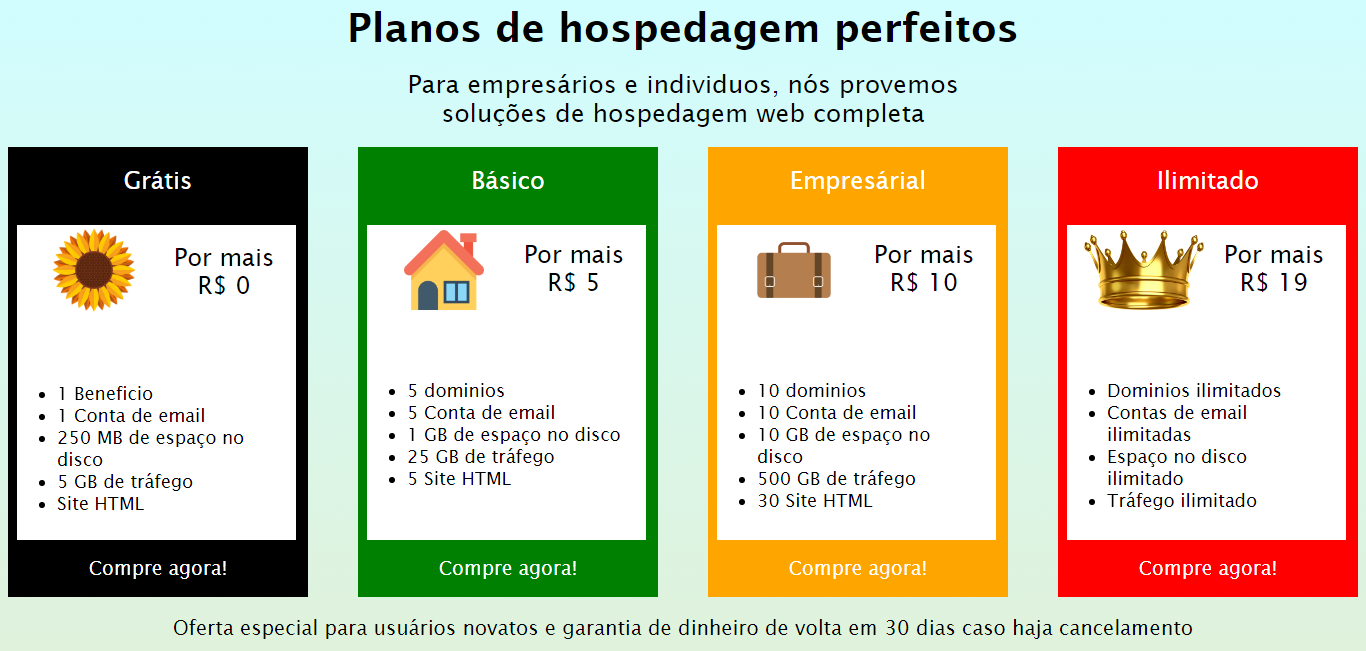 Planos de hospedagem perfeitos
Para empresários e individuos, nós provemos
soluções de hospedagem web completa
Grátis
Por mais
R$ 0
1 Beneficio
1 Conta de email
250 MB de espaço no
disco
5 GB de tráfego
Site HTML
Compre agora!
Básico
Por mais
R$ 5
5 dominios
5 Conta de email
1 GB de espaço no disco
25 GB de tráfego
5 Site HTML
Compre agora!
Empresárial
Por mais
R$ 10
10 dominios
10 Conta de email
10 GB de espaço no
disco
500 GB de tráfego
30 Site HTML
Compre agora!
Ilimitado
Por mais
R$ 19
Dominios ilimitados
Contas de email
ilimitadas
Espaço no disco
ilimitado
Tráfego ilimitado
Compre agora!
Oferta especial para usuários novatos e garantia de dinheiro de volta em 30 dias caso haja cancelamento